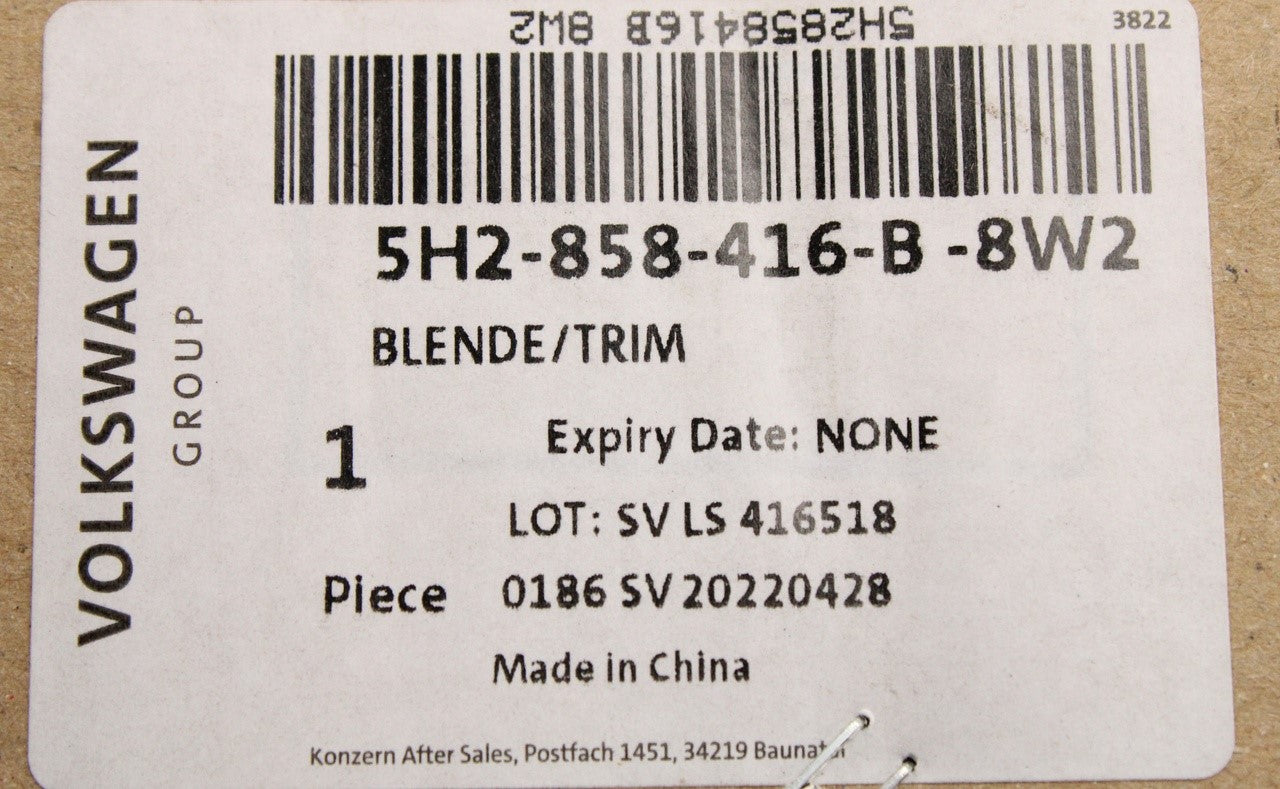 5H2858416B 8W2
3822
5H2-858-416-B -8W2
BLENDE/TRIM
VOLKSWAGEN
GROUP
1
Expiry Date: NONE
LOT: SV LS 416518
Piece 0186 SV 20220428
Made in China
Konzern After Sales, Postfach 1451, 34219